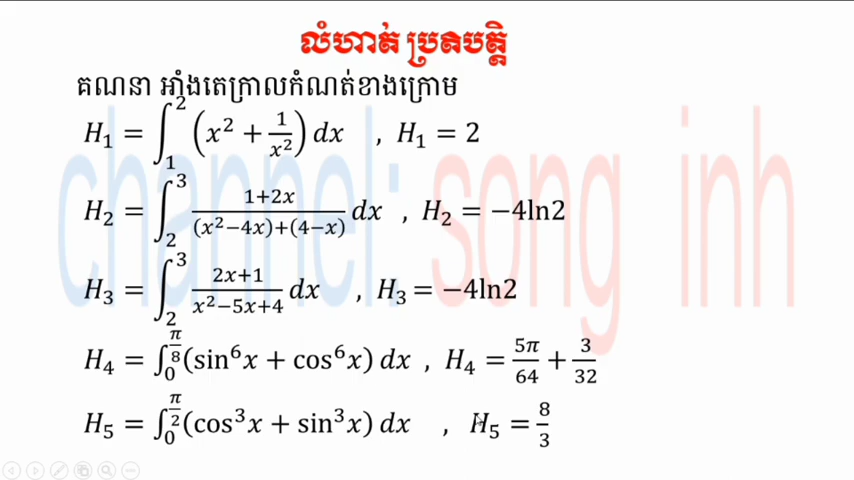 លំហាត់ ប្រតិបត្តិ
គណនា អាំងតេក្រាលកំណត់ខាងក្រោម
H₁ = ∫₁² (x² + 1/x²) dx , H₁ = 2
H₂ = ∫₂³ (1+2x)/((x²−4x)+(4−x)) dx , H₂ = −4ln2
H₃ = ∫₂³ (2x+1)/(x²−5x+4) dx , H₃ = −4ln2
H₄ = ∫₀^(π/8) (sin⁶x + cos⁶x) dx , H₄ = 5π/64 + 3/32
H₅ = ∫₀^(π/2) (cos³x + sin³x) dx , H₅ = 8/3
channel: song inh